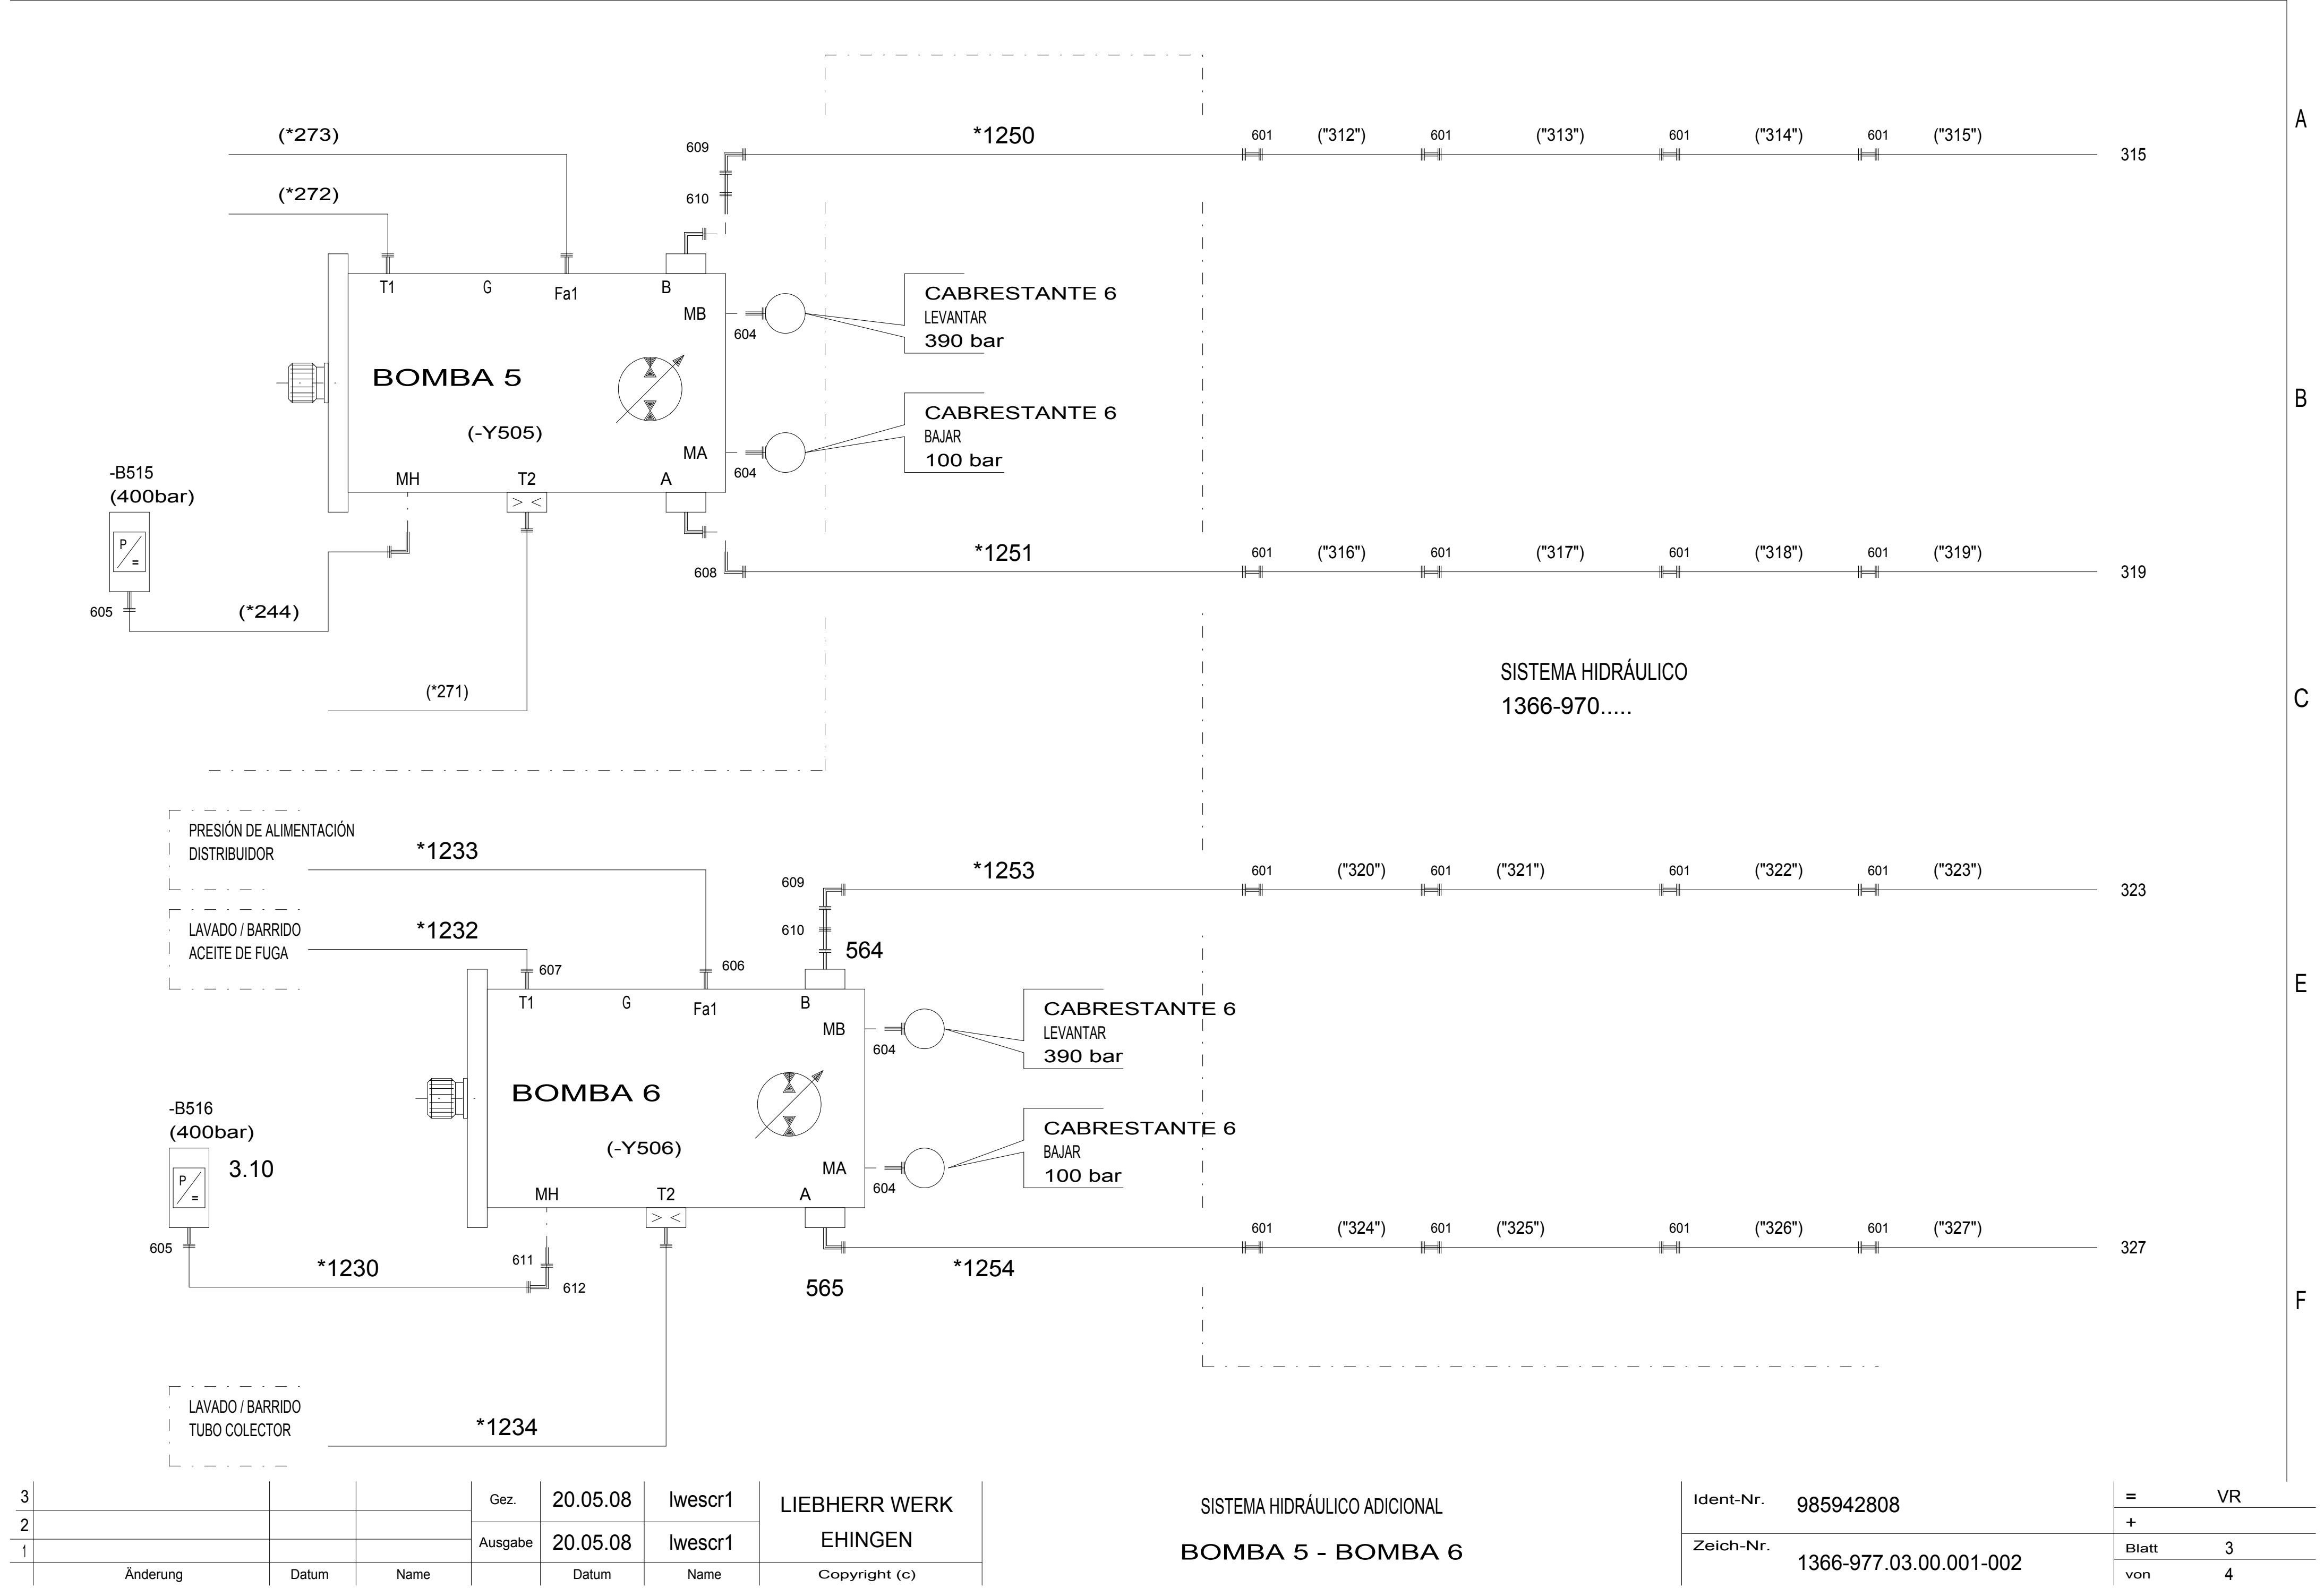 A
(*273)
609
*1250
601
("312")
601
("313")
601
("314")
601
("315")
315
(*272)
610
T1
G
Fa1
B
MB
604
CABRESTANTE 6
LEVANTAR
390 bar
BOMBA 5
(-Y505)
B
CABRESTANTE 6
BAJAR
100 bar
MA
604
-B515
(400bar)
MH
T2
> <
A
P
=
608
*1251
601
("316")
601
("317")
601
("318")
601
("319")
319
605
(*244)
(*271)
SISTEMA HIDRÁULICO
1366-970.....
C
PRESIÓN DE ALIMENTACIÓN
DISTRIBUIDOR
*1233
609
*1253
601
("320")
601
("321")
601
("322")
601
("323")
323
LAVADO / BARRIDO
ACEITE DE FUGA
*1232
610
564
607
606
T1
G
Fa1
B
MB
604
CABRESTANTE 6
LEVANTAR
390 bar
E
BOMBA 6
(-Y506)
CABRESTANTE 6
BAJAR
100 bar
-B516
(400bar)
3.10
P
=
MA
604
MH
T2
> <
A
605
*1230
611
612
565
*1254
601
("324")
601
("325")
601
("326")
601
("327")
327
F
LAVADO / BARRIDO
TUBO COLECTOR
*1234
3
2
1
Änderung
Datum
Name
Gez.
20.05.08
lwescr1
Ausgabe
20.05.08
lwescr1
Datum
Name
LIEBHERR WERK
EHINGEN
Copyright (c)
SISTEMA HIDRÁULICO ADICIONAL
BOMBA 5 - BOMBA 6
Ident-Nr.
985942808
Zeich-Nr.
1366-977.03.00.001-002
=
VR
+
Blatt
3
von
4